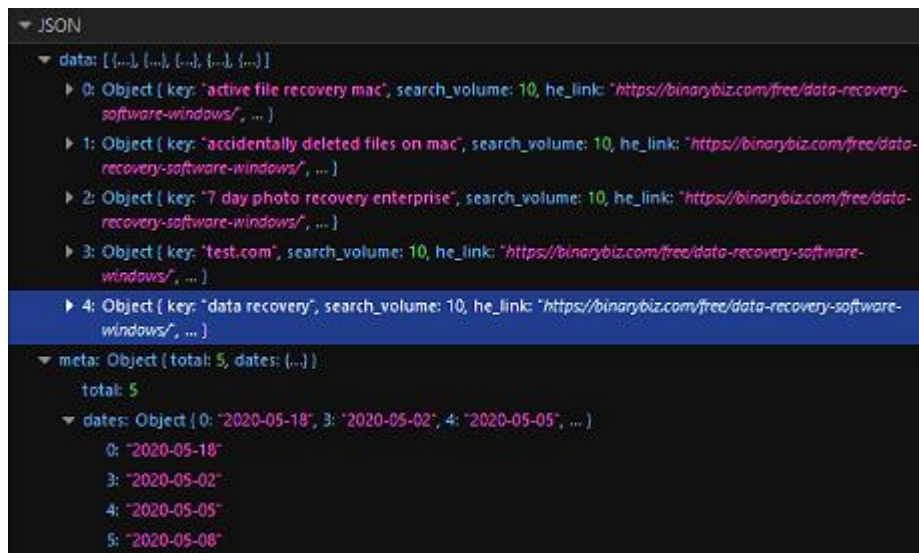 JSON
data: [ {…}, {…}, {…}, {…}, {…} ]
0: Object { key: "active file recovery mac", search_volume: 10, he_link: "https://binarybiz.com/free/data-recovery-
software-windows/", … }
1: Object { key: "accidentally deleted files on mac", search_volume: 10, he_link: "https://binarybiz.com/free/data-
recovery-software-windows/", … }
2: Object { key: "7 day photo recovery enterprise", search_volume: 10, he_link: "https://binarybiz.com/free/data-
recovery-software-windows/", … }
3: Object { key: "test.com", search_volume: 10, he_link: "https://binarybiz.com/free/data-recovery-software-
windows/", … }
4: Object { key: "data recovery", search_volume: 10, he_link: "https://binarybiz.com/free/data-recovery-software-
windows/", … }
meta: Object { total: 5, dates: {…} }
total: 5
dates: Object { 0: "2020-05-18", 3: "2020-05-02", 4: "2020-05-05", … }
0: "2020-05-18"
3: "2020-05-02"
4: "2020-05-05"
5: "2020-05-08"